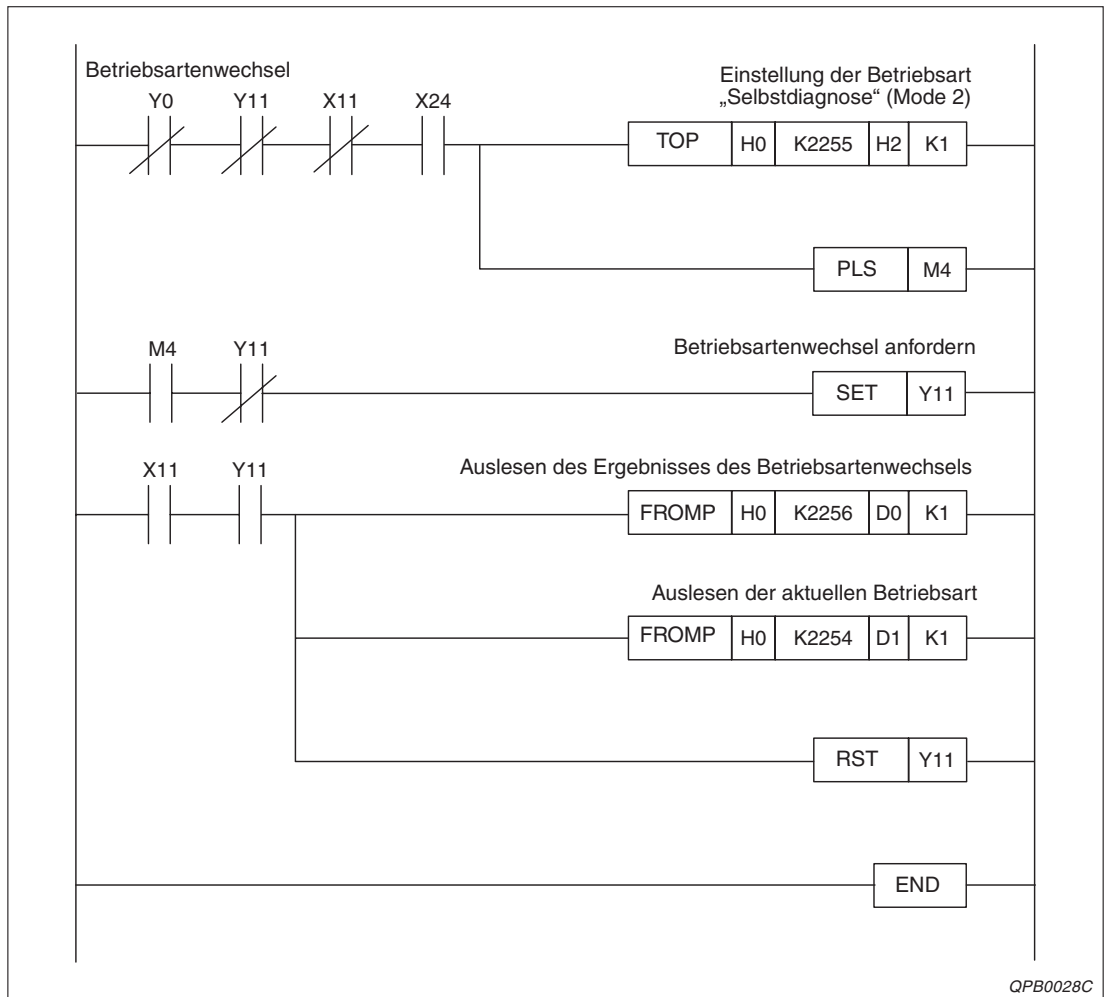 Betriebsartenwechsel
Einstellung der Betriebsart
„Selbstdiagnose“ (Mode 2)
Y0 Y11 X11 X24
TOP H0 K2255 H2 K1
PLS M4
Betriebsartenwechsel anfordern
M4 Y11
SET Y11
Auslesen des Ergebnisses des Betriebsartenwechsels
X11 Y11
FROMP H0 K2256 D0 K1
Auslesen der aktuellen Betriebsart
FROMP H0 K2254 D1 K1
RST Y11
END
QPB0028C